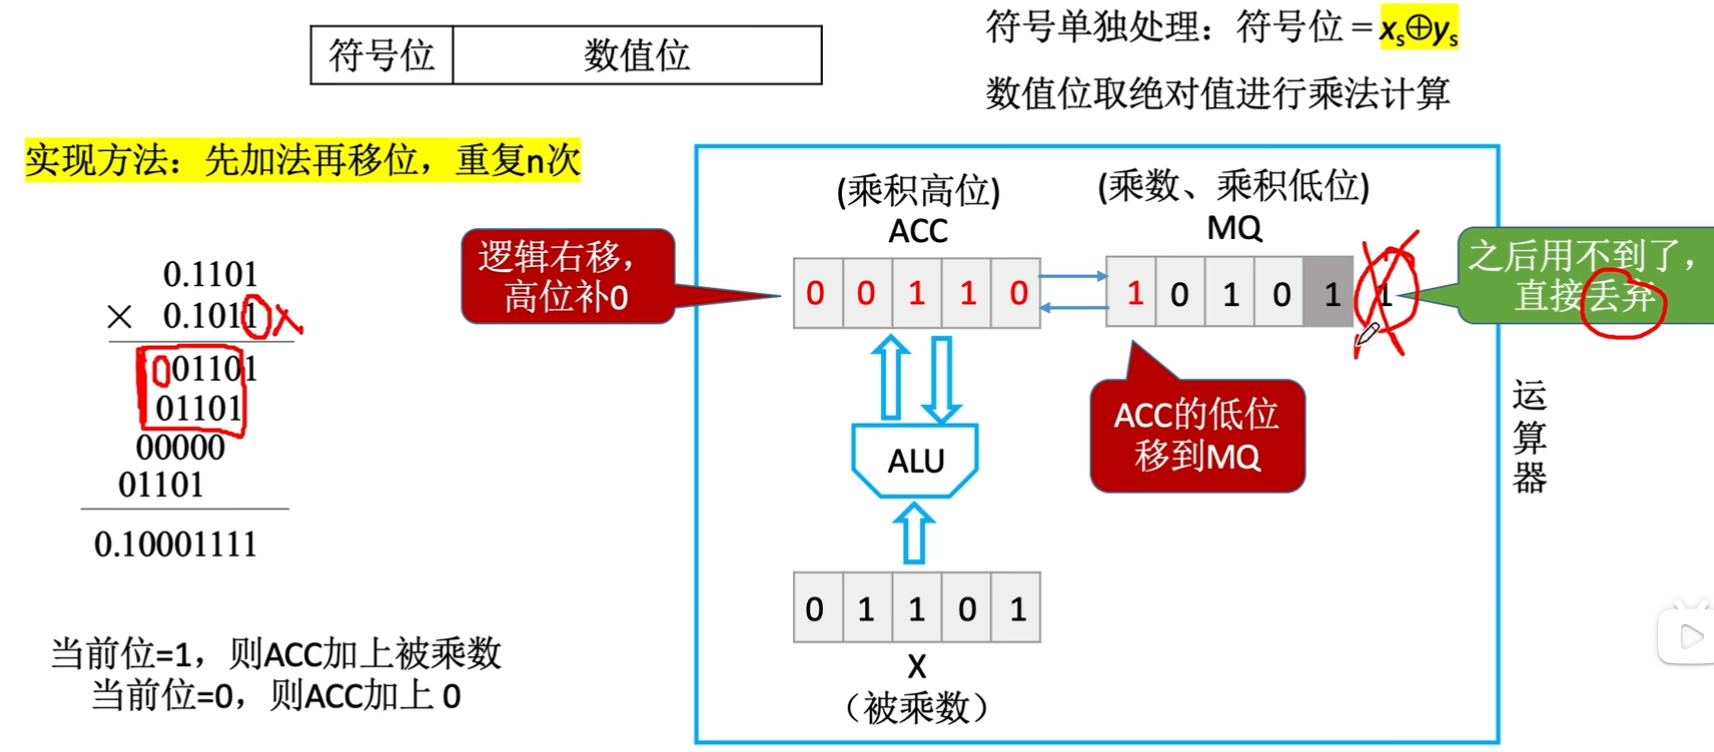 符号位 数值位
符号单独处理：符号位 = xs⊕ys
数值位取绝对值进行乘法计算
实现方法：先加法再移位，重复n次
0.1101
× 0.1011
001101
01101
00000
01101
0.10001111
当前位=1，则ACC加上被乘数
当前位=0，则ACC加上 0
(乘积高位)
ACC
(乘数、乘积低位)
MQ
逻辑右移，
高位补0
0 0 1 1 0
1 0 1 0 1 1
之后用不到了，
直接丢弃
ACC的低位
移到MQ
ALU
0 1 1 0 1
X
（被乘数）
运算器